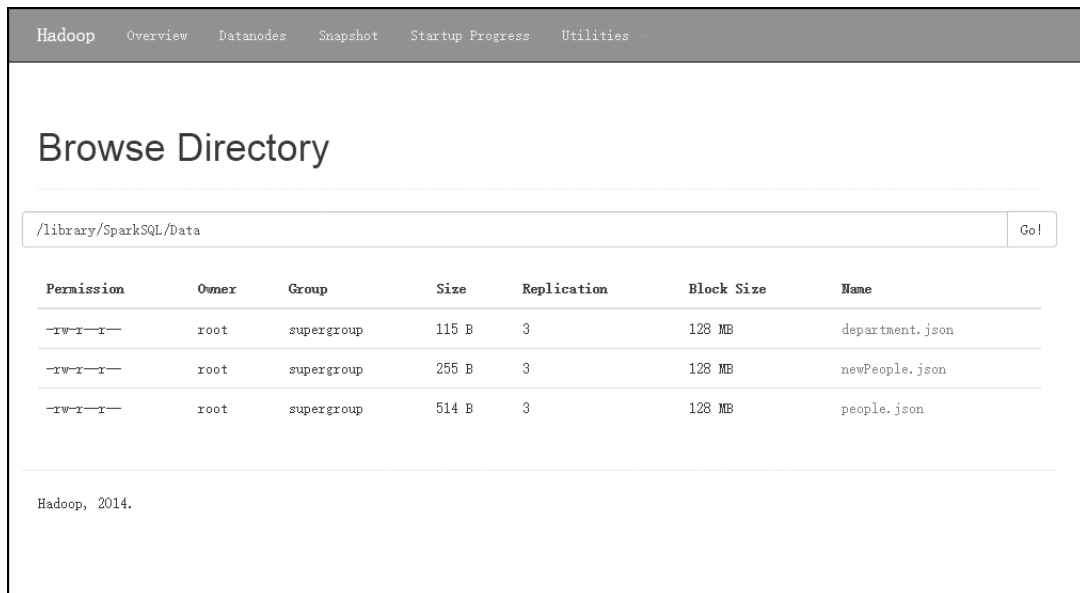 Hadoop Overview Datanodes Snapshot Startup Progress Utilities
Browse Directory
/library/SparkSQL/Data Go!
Permission Owner Group Size Replication Block Size Name
-rw-r--r-- root supergroup 115 B 3 128 MB department.json
-rw-r--r-- root supergroup 255 B 3 128 MB newPeople.json
-rw-r--r-- root supergroup 514 B 3 128 MB people.json
Hadoop, 2014.